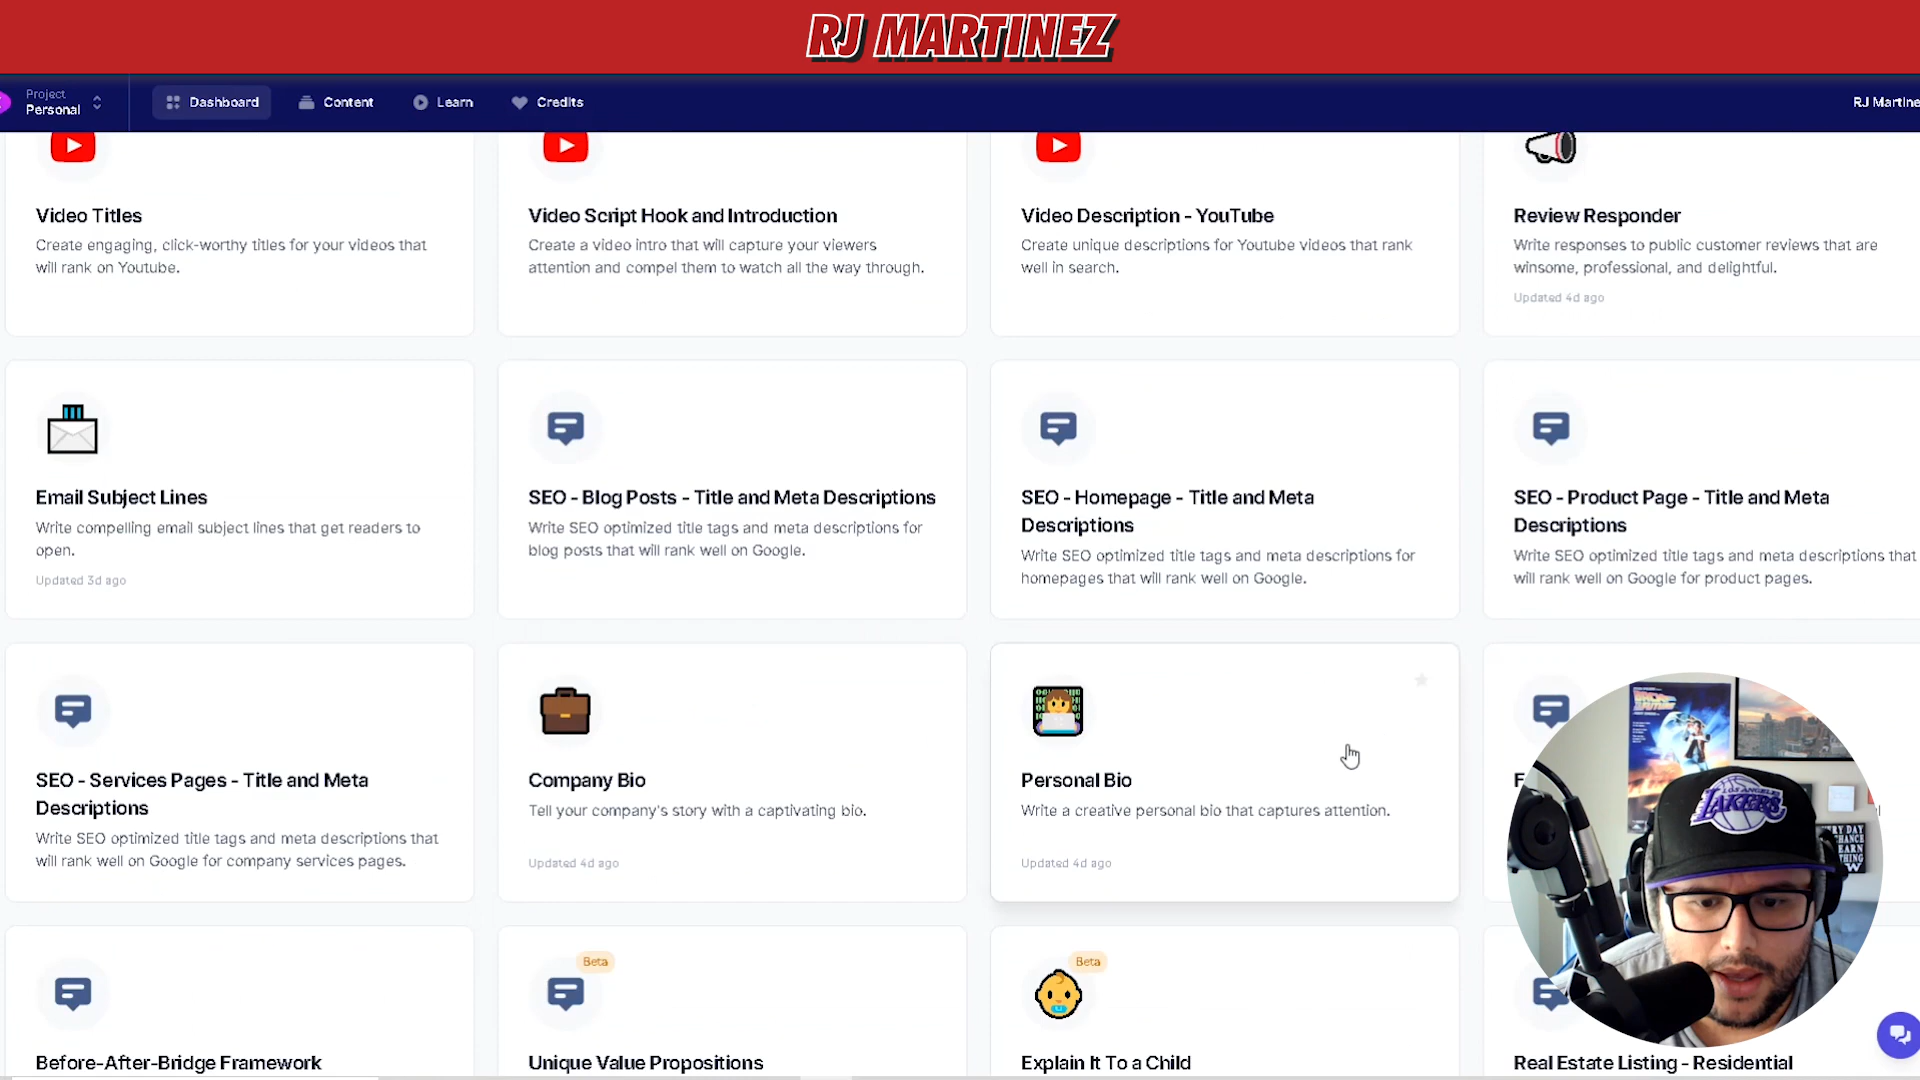 RJ MARTINEZ
Project
Personal
Dashboard
Content
Learn
Credits
RJ Martine
Video Titles
Create engaging, click-worthy titles for your videos that
will rank on Youtube.
Video Script Hook and Introduction
Create a video intro that will capture your viewers
attention and compel them to watch all the way through.
Video Description - YouTube
Create unique descriptions for Youtube videos that rank
well in search.
Review Responder
Write responses to public customer reviews that are
winsome, professional, and delightful.
Updated 4d ago
Email Subject Lines
Write compelling email subject lines that get readers to
open.
Updated 3d ago
SEO - Blog Posts - Title and Meta Descriptions
Write SEO optimized title tags and meta descriptions for
blog posts that will rank well on Google.
SEO - Homepage - Title and Meta
Descriptions
Write SEO optimized title tags and meta descriptions for
homepages that will rank well on Google.
SEO - Product Page - Title and Meta
Descriptions
Write SEO optimized title tags and meta descriptions that
will rank well on Google for product pages.
SEO - Services Pages - Title and Meta
Descriptions
Write SEO optimized title tags and meta descriptions that
will rank well on Google for company services pages.
Company Bio
Tell your company's story with a captivating bio.
Updated 4d ago
Personal Bio
Write a creative personal bio that captures attention.
Updated 4d ago
LOS ANGELES
LAKERS
Before-After-Bridge Framework
Beta
Unique Value Propositions
Beta
Explain It To a Child
Real Estate Listing - Residential